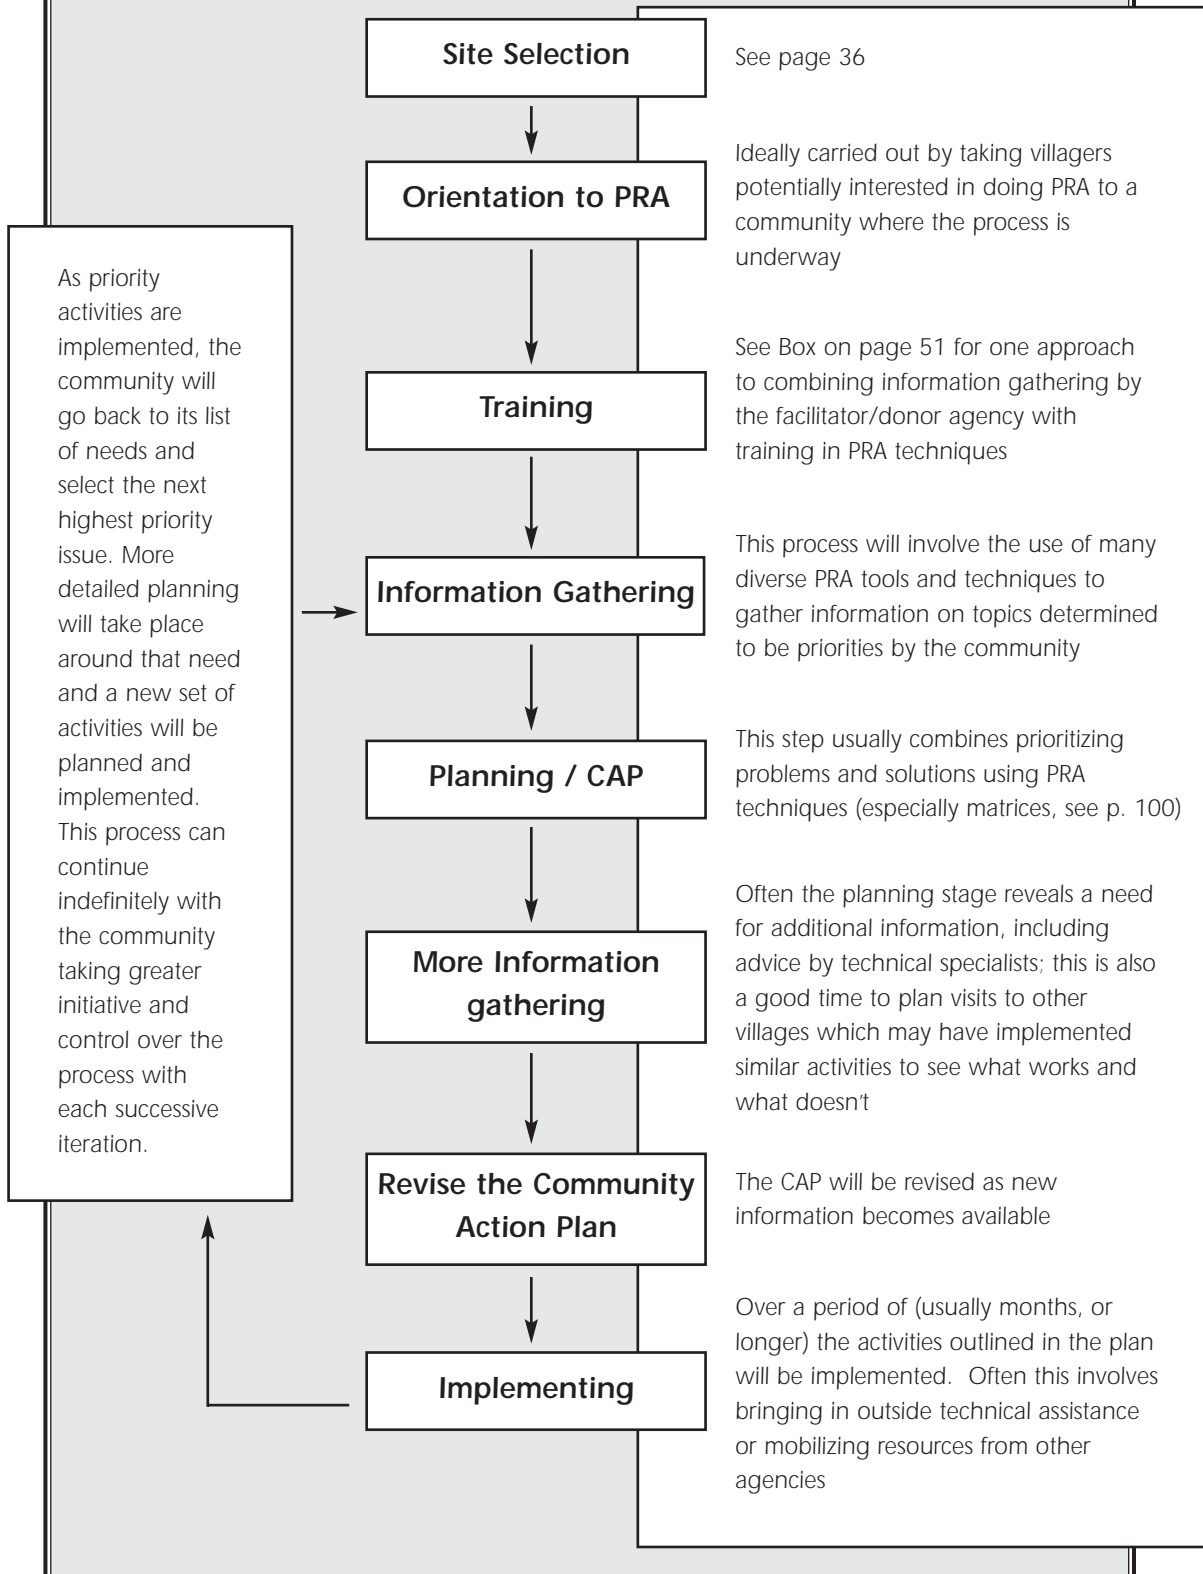 Site Selection
See page 36
Orientation to PRA
Ideally carried out by taking villagers
potentially interested in doing PRA to a
community where the process is
underway
Training
See Box on page 51 for one approach
to combining information gathering by
the facilitator/donor agency with
training in PRA techniques
Information Gathering
This process will involve the use of many
diverse PRA tools and techniques to
gather information on topics determined
to be priorities by the community
Planning / CAP
This step usually combines prioritizing
problems and solutions using PRA
techniques (especially matrices, see p. 100)
More Information
gathering
Often the planning stage reveals a need
for additional information, including
advice by technical specialists; this is also
a good time to plan visits to other
villages which may have implemented
similar activities to see what works and
what doesn't
Revise the Community
Action Plan
The CAP will be revised as new
information becomes available
Implementing
Over a period of (usually months, or
longer) the activities outlined in the plan
will be implemented.  Often this involves
bringing in outside technical assistance
or mobilizing resources from other
agencies
As priority
activities are
implemented, the
community will
go back to its list
of needs and
select the next
highest priority
issue. More
detailed planning
will take place
around that need
and a new set of
activities will be
planned and
implemented.
This process can
continue
indefinitely with
the community
taking greater
initiative and
control over the
process with
each successive
iteration.